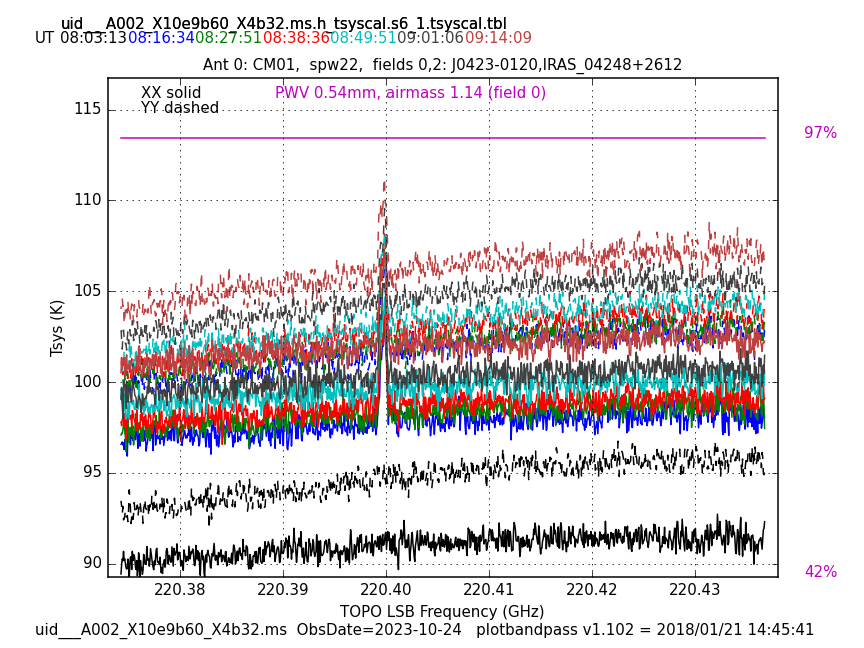 uid___A002_X10e9b60_X4b32.ms.h_tsyscal.s6_1.tsyscal.tbl
UT 08:03:13 08:16:34 08:27:51 08:38:36 08:49:51 09:01:06 09:14:09
Ant 0: CM01,  spw22,  fields 0,2: J0423-0120,IRAS_04248+2612
XX solid
PWV 0.54mm, airmass 1.14 (field 0)
YY dashed
115
110
105
100
95
90
Tsys (K)
97%
42%
220.38 220.39 220.40 220.41 220.42 220.43
TOPO LSB Frequency (GHz)
uid___A002_X10e9b60_X4b32.ms  ObsDate=2023-10-24   plotbandpass v1.102 = 2018/01/21 14:45:41